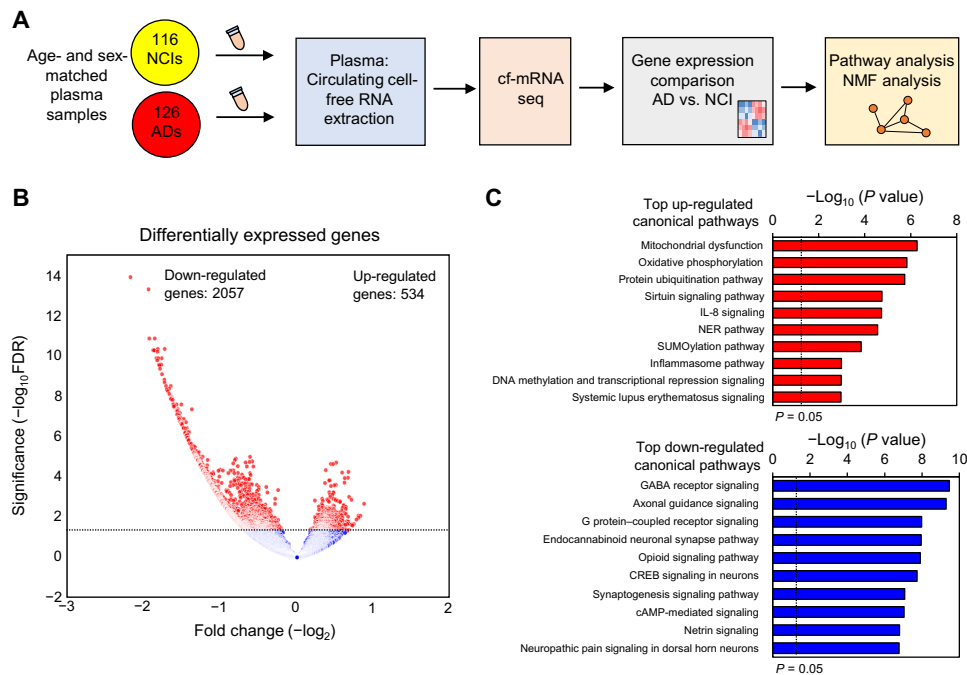 A
Age- and sex-
matched
plasma
samples
116
NCIs
126
ADs
Plasma:
Circulating cell-
free RNA
extraction
cf-mRNA
seq
Gene expression
comparison
AD vs. NCI
Pathway analysis
NMF analysis
B
Differentially expressed genes
Down-regulated
genes: 2057
Up-regulated
genes: 534
Significance (−log10FDR)
14
12
10
8
6
4
2
0
−2
−3
−2
−1
0
1
2
Fold change (−log2)
C
Top up-regulated
canonical pathways
−Log10 (P value)
0 2 4 6 8
Mitochondrial dysfunction
Oxidative phosphorylation
Protein ubiquitination pathway
Sirtuin signaling pathway
IL-8 signaling
NER pathway
SUMOylation pathway
Inflammasome pathway
DNA methylation and transcriptional repression signaling
Systemic lupus erythematosus signaling
P = 0.05
Top down-regulated
canonical pathways
−Log10 (P value)
0 2 4 6 8 10
GABA receptor signaling
Axonal guidance signaling
G protein–coupled receptor signaling
Endocannabinoid neuronal synapse pathway
Opioid signaling pathway
CREB signaling in neurons
Synaptogenesis signaling pathway
cAMP-mediated signaling
Netrin signaling
Neuropathic pain signaling in dorsal horn neurons
P = 0.05